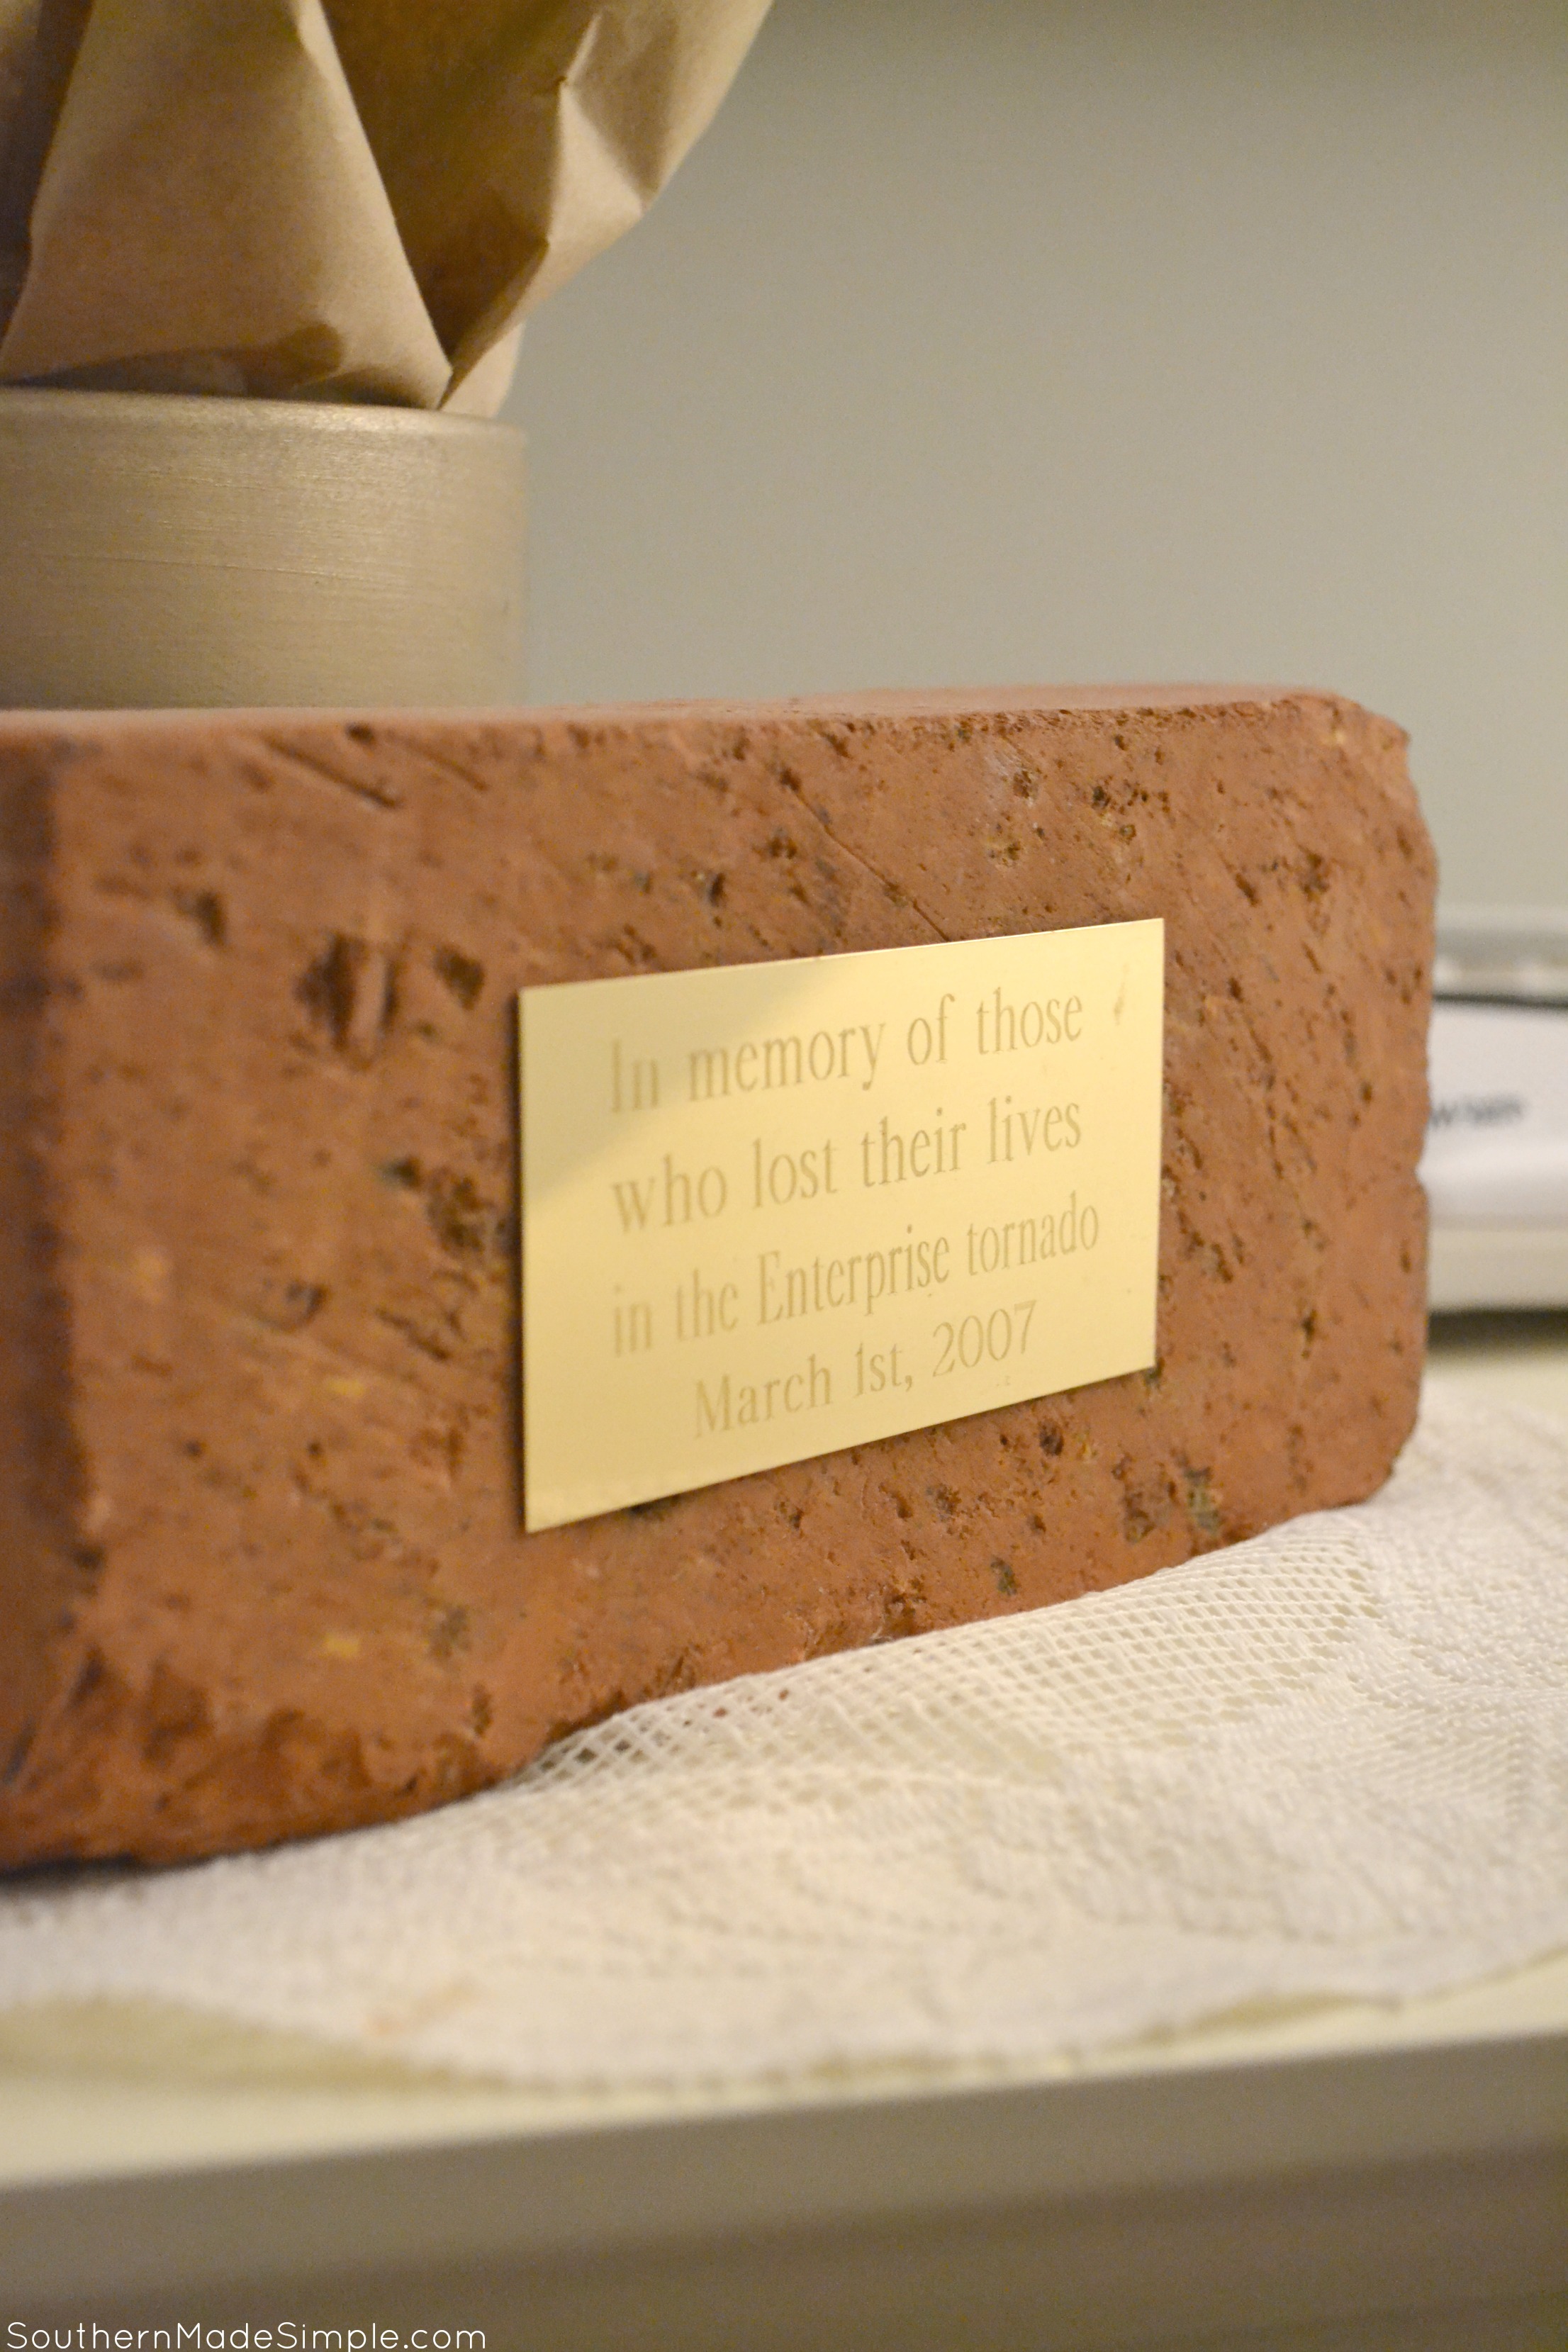 In memory of those
who lost their lives
in the Enterprise tornado
March 1st, 2007
SouthernMadeSimple.com